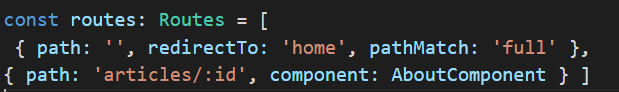 const routes: Routes = [
{ path: '', redirectTo: 'home', pathMatch: 'full' },
{ path: 'articles/:id', component: AboutComponent } ]